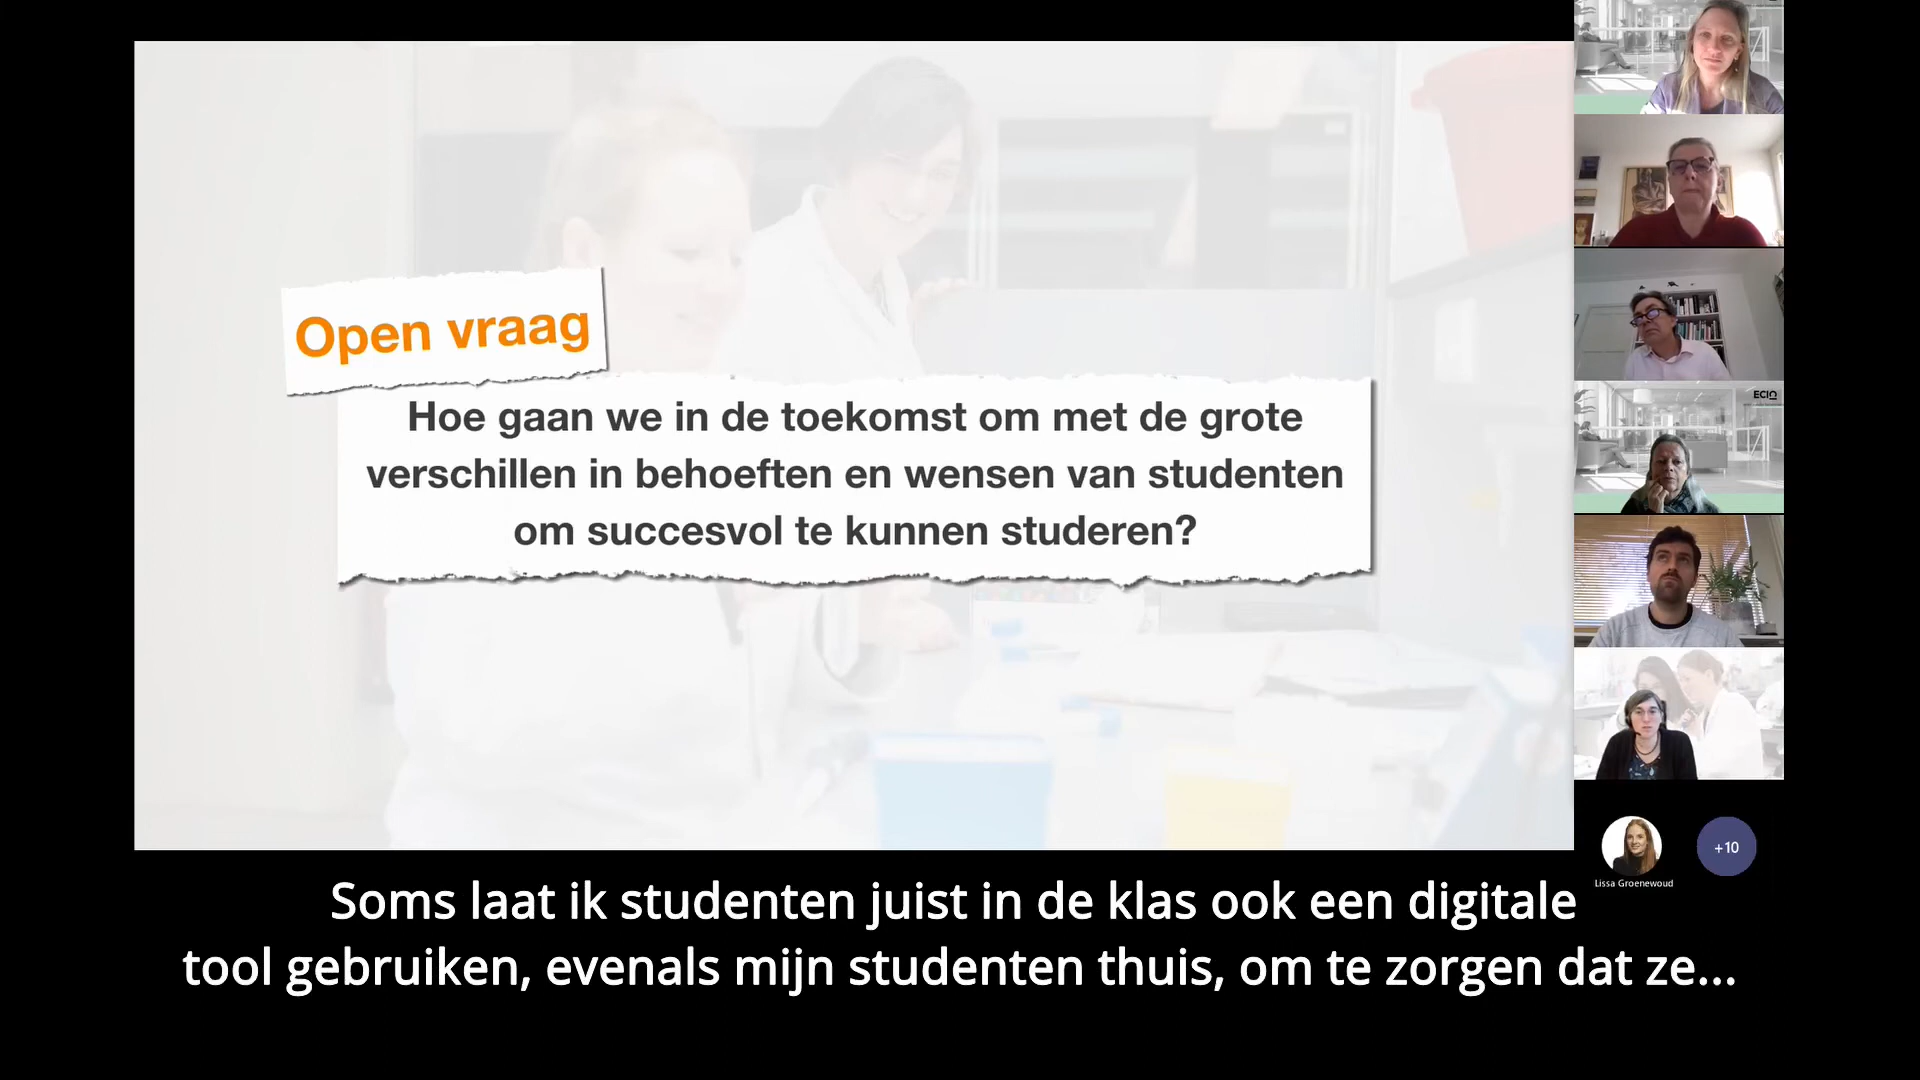 Open vraag
Hoe gaan we in de toekomst om met de grote
verschillen in behoeften en wensen van studenten
om succesvol te kunnen studeren?
ECIO
+10
Lissa Groenewoud
Soms laat ik studenten juist in de klas ook een digitale
tool gebruiken, evenals mijn studenten thuis, om te zorgen dat ze...